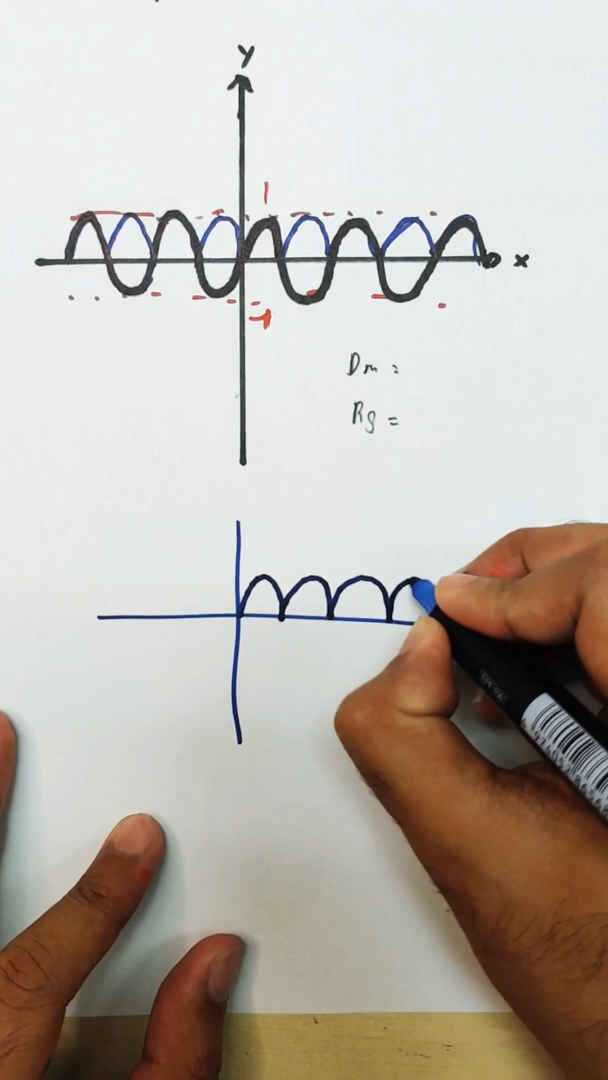 Y
1
x
-1
Dm =
Rg =